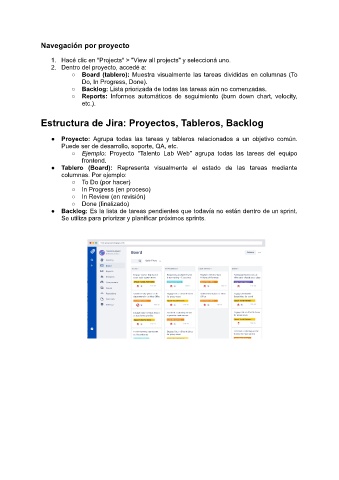 Navegación por proyecto
1. Hacé clic en "Projects" > "View all projects" y seleccioná uno.
2. Dentro del proyecto, accedé a:
○ Board (tablero): Muestra visualmente las tareas divididas en columnas (To
Do, In Progress, Done).
○ Backlog: Lista priorizada de todas las tareas aún no comenzadas.
○ Reports: Informes automáticos de seguimiento (burn down chart, velocity,
etc.).
Estructura de Jira: Proyectos, Tableros, Backlog
● Proyecto: Agrupa todas las tareas y tableros relacionados a un objetivo común.
Puede ser de desarrollo, soporte, QA, etc.
○ Ejemplo: Proyecto "Talento Lab Web" agrupa todas las tareas del equipo
frontend.
● Tablero (Board): Representa visualmente el estado de las tareas mediante
columnas. Por ejemplo:
○ To Do (por hacer)
○ In Progress (en proceso)
○ In Review (en revisión)
○ Done (finalizado)
● Backlog: Es la lista de tareas pendientes que todavía no están dentro de un sprint.
Se utiliza para priorizar y planificar próximos sprints.
Board